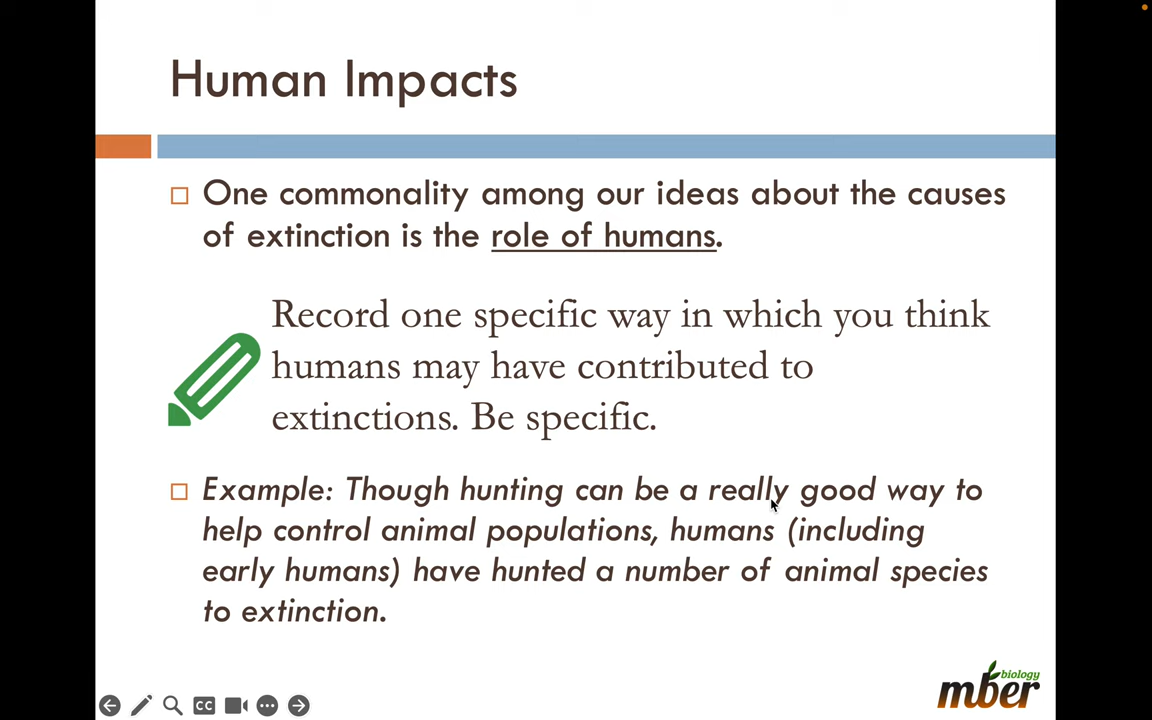 Human Impacts
One commonality among our ideas about the causes
of extinction is the role of humans.
Record one specific way in which you think
humans may have contributed to
extinctions. Be specific.
Example: Though hunting can be a really good way to
help control animal populations, humans (including
early humans) have hunted a number of animal species
to extinction.
CC
biology
mber